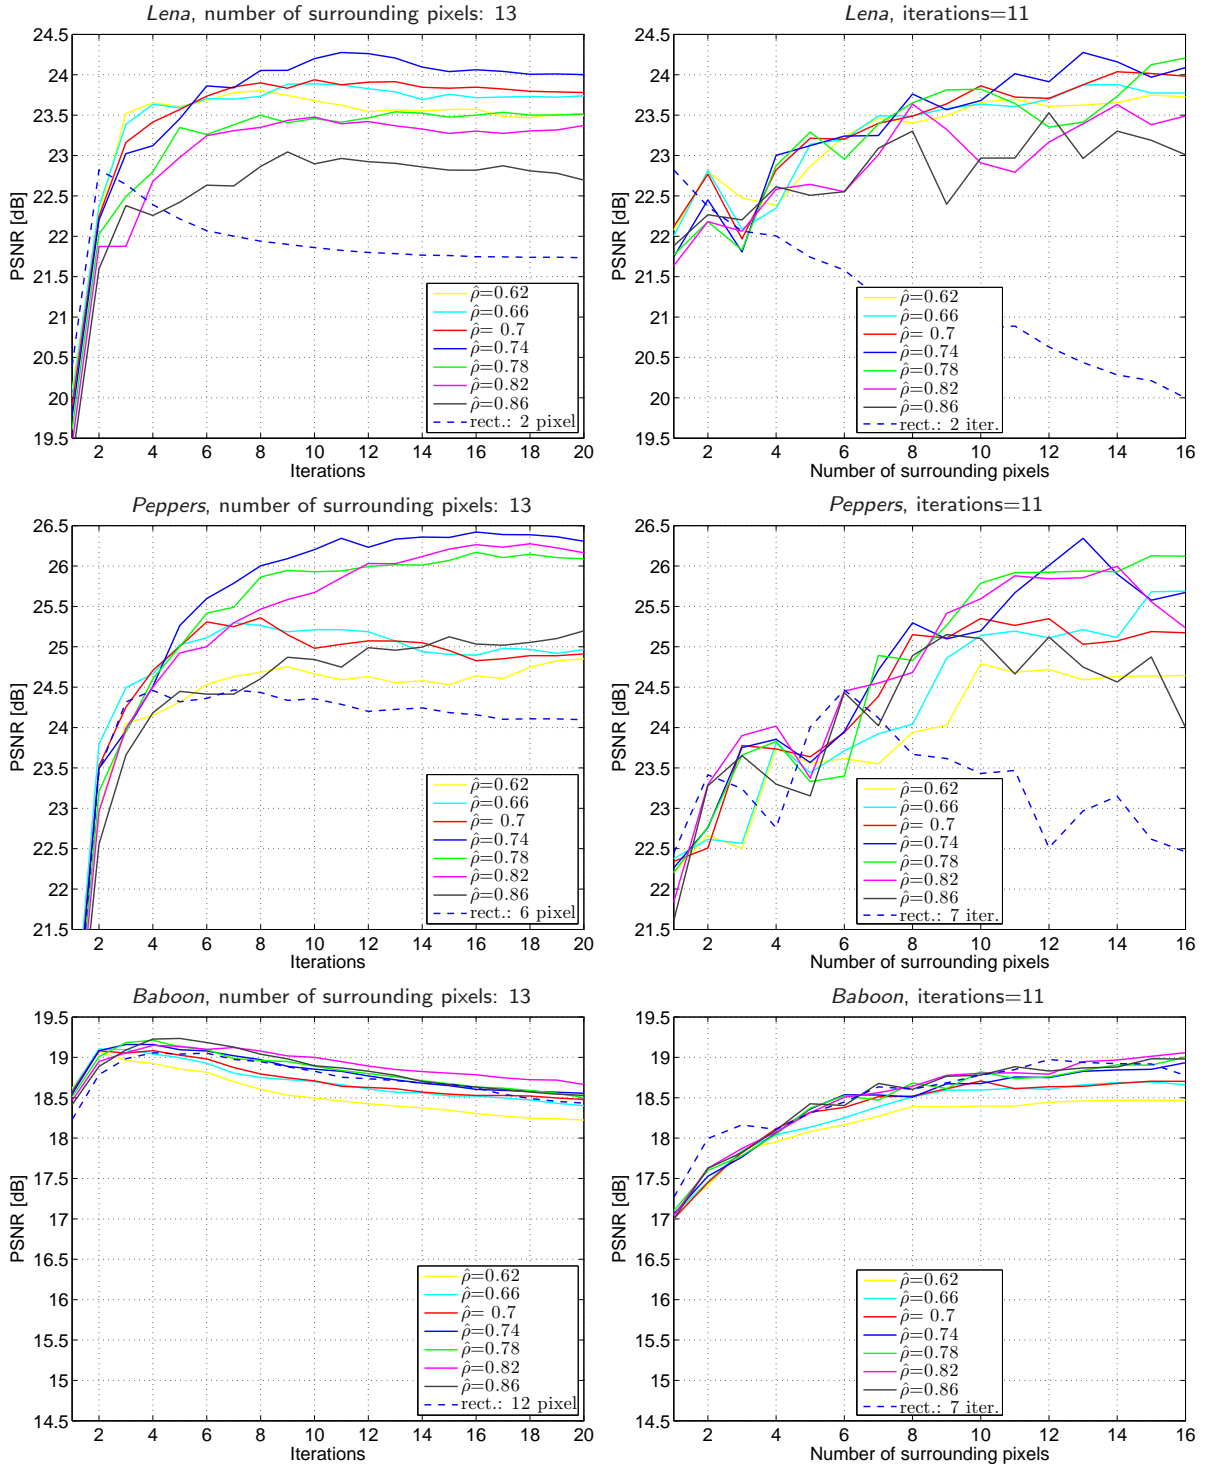 Lena, number of surrounding pixels: 13
24.5
24
23.5
23
22.5
22
21.5
21
20.5
20
19.5
PSNR [dB]
2 4 6 8 10 12 14 16 18 20
Iterations
ρ̂=0.62
ρ̂=0.66
ρ̂= 0.7
ρ̂=0.74
ρ̂=0.78
ρ̂=0.82
ρ̂=0.86
rect.: 2 pixel
Lena, iterations=11
24.5
24
23.5
23
22.5
22
21.5
21
20.5
20
19.5
PSNR [dB]
2 4 6 8 10 12 14 16
Number of surrounding pixels
ρ̂=0.62
ρ̂=0.66
ρ̂= 0.7
ρ̂=0.74
ρ̂=0.78
ρ̂=0.82
ρ̂=0.86
rect.: 2 iter.
Peppers, number of surrounding pixels: 13
26.5
26
25.5
25
24.5
24
23.5
23
22.5
22
21.5
PSNR [dB]
2 4 6 8 10 12 14 16 18 20
Iterations
ρ̂=0.62
ρ̂=0.66
ρ̂= 0.7
ρ̂=0.74
ρ̂=0.78
ρ̂=0.82
ρ̂=0.86
rect.: 6 pixel
Peppers, iterations=11
26.5
26
25.5
25
24.5
24
23.5
23
22.5
22
21.5
PSNR [dB]
2 4 6 8 10 12 14 16
Number of surrounding pixels
ρ̂=0.62
ρ̂=0.66
ρ̂= 0.7
ρ̂=0.74
ρ̂=0.78
ρ̂=0.82
ρ̂=0.86
rect.: 7 iter.
Baboon, number of surrounding pixels: 13
19.5
19
18.5
18
17.5
17
16.5
16
15.5
15
14.5
PSNR [dB]
2 4 6 8 10 12 14 16 18 20
Iterations
ρ̂=0.62
ρ̂=0.66
ρ̂= 0.7
ρ̂=0.74
ρ̂=0.78
ρ̂=0.82
ρ̂=0.86
rect.: 12 pixel
Baboon, iterations=11
19.5
19
18.5
18
17.5
17
16.5
16
15.5
15
14.5
PSNR [dB]
2 4 6 8 10 12 14 16
Number of surrounding pixels
ρ̂=0.62
ρ̂=0.66
ρ̂= 0.7
ρ̂=0.74
ρ̂=0.78
ρ̂=0.82
ρ̂=0.86
rect.: 7 iter.